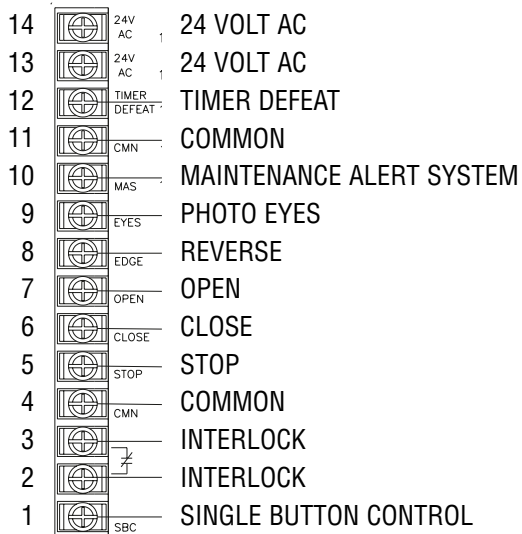 14 24V AC 24 VOLT AC
13 24V AC 24 VOLT AC
12 TIMER DEFEAT TIMER DEFEAT
11 CMN COMMON
10 MAS MAINTENANCE ALERT SYSTEM
9 EYES PHOTO EYES
8 EDGE REVERSE
7 OPEN OPEN
6 CLOSE CLOSE
5 STOP STOP
4 CMN COMMON
3 INTERLOCK
2 INTERLOCK
1 SBC SINGLE BUTTON CONTROL